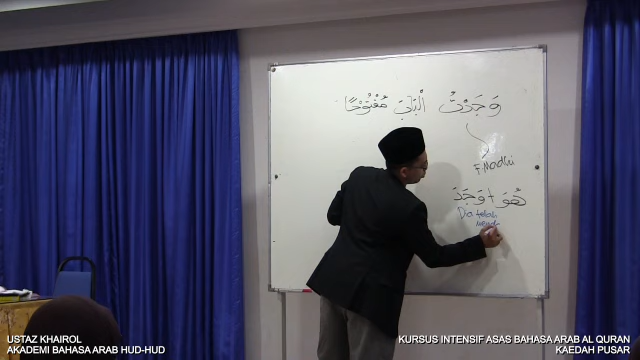 وَجَدْتُ الْبَابَ مَفْتُوْحًا
F. Madhi
هُوَ + وَجَدَ
Dia telah
USTAZ KHAIROL
AKADEMI BAHASA ARAB HUD-HUD
KURSUS INTENSIF ASAS BAHASA ARAB AL QURAN
KAEDAH PUSAR